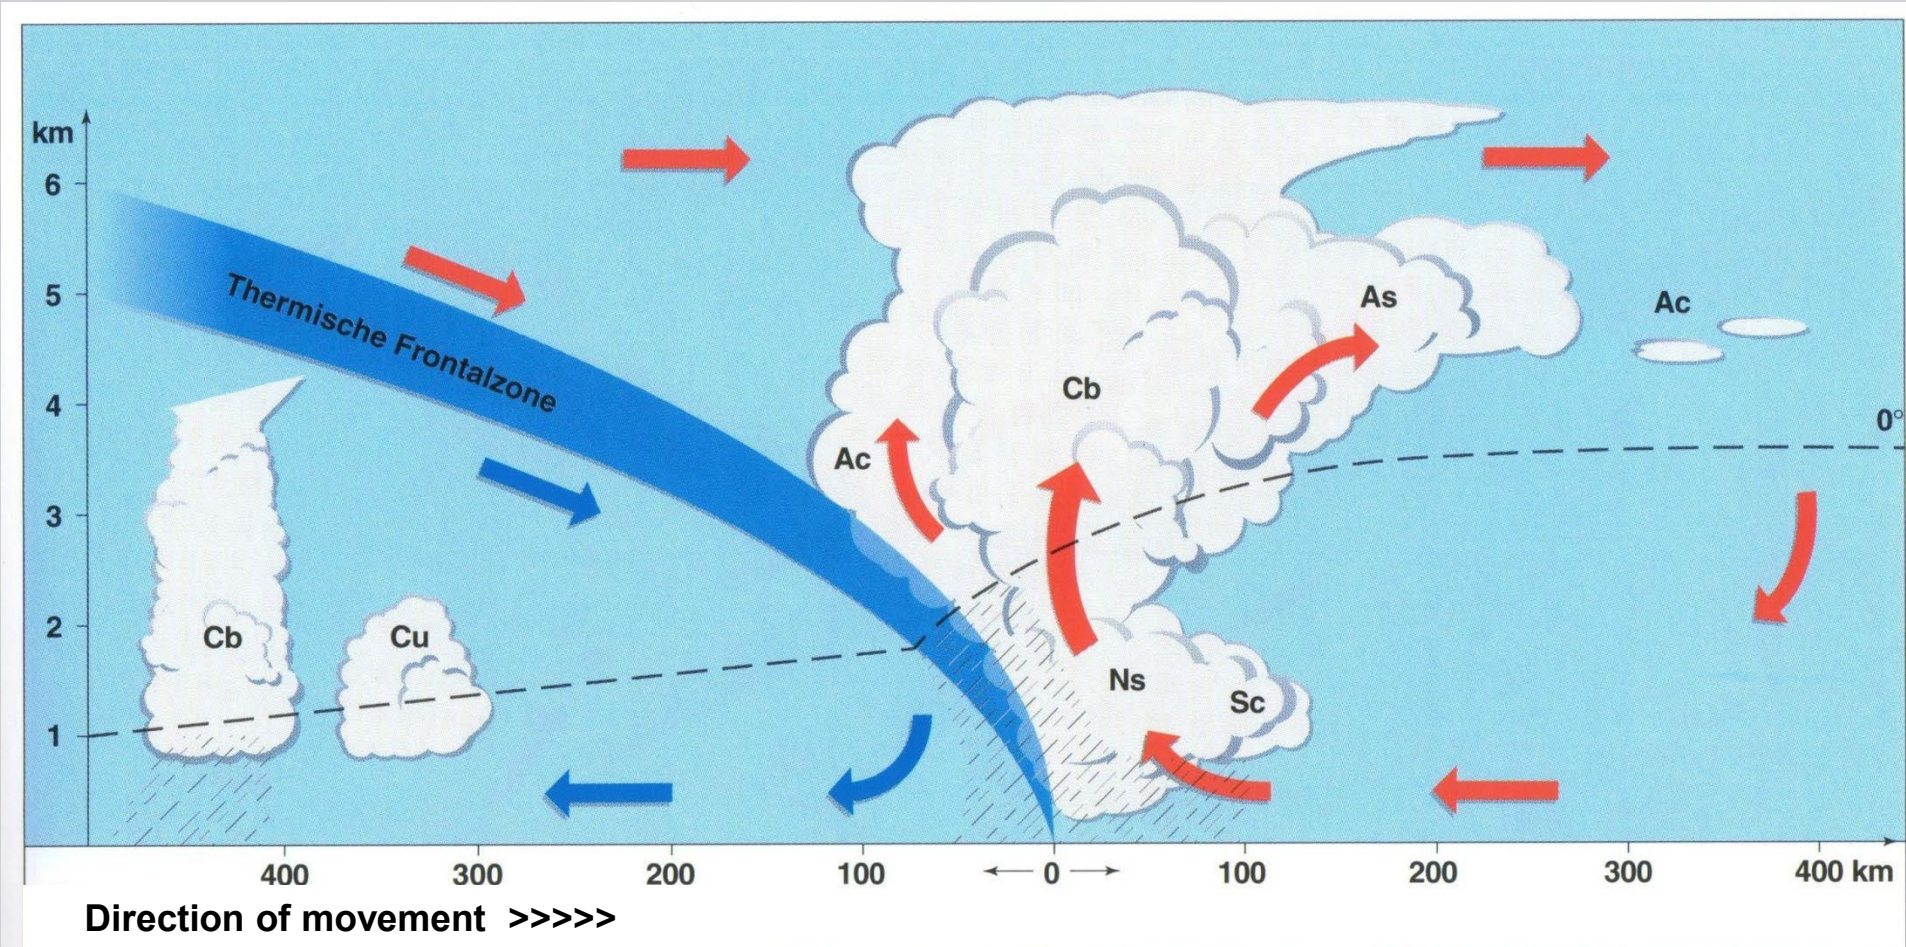 km
6
5
4
3
2
1
Thermische Frontalzone
Cb
Cu
Ac
Cb
As
Ac
Ns
Sc
0°
400 300 200 100 0 100 200 300 400 km
Direction of movement >>>>>